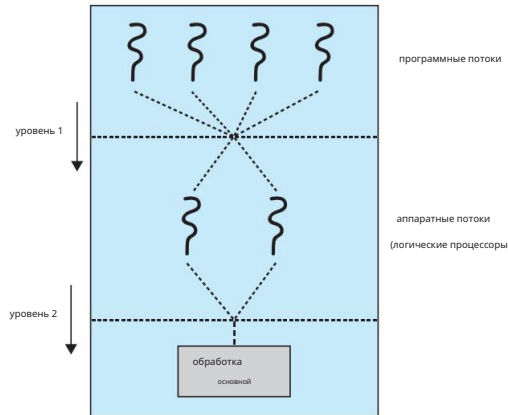 программные потоки
уровень 1
аппаратные потоки
(логические процессоры
уровень 2
обработка
основной